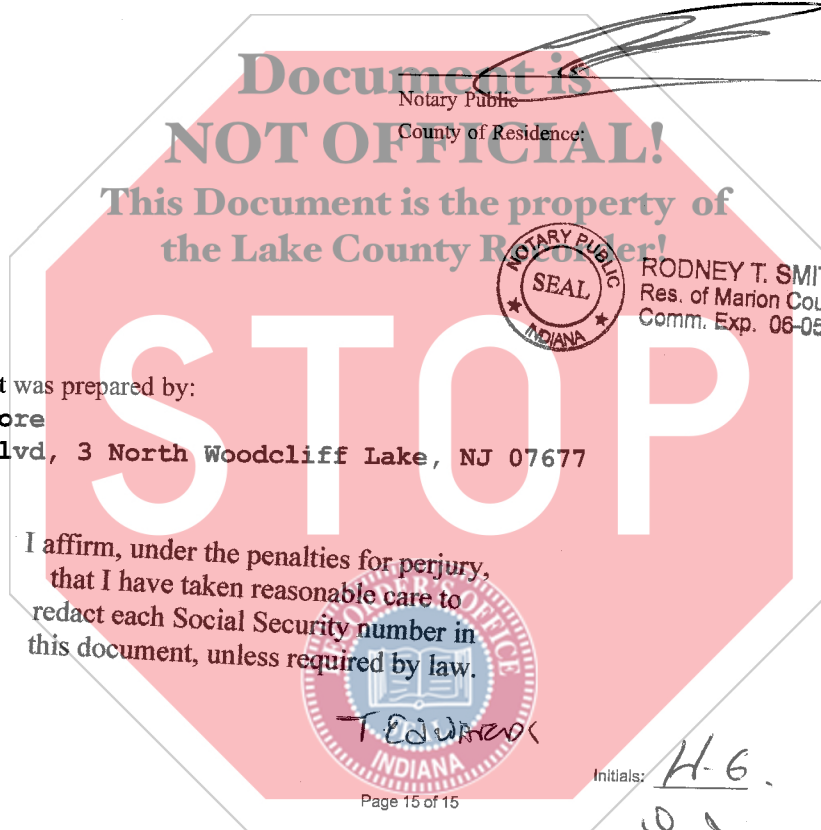 Document is
NOT OFFICIAL!
This Document is the property of
the Lake County Recorder!
STOP
Notary Public
County of Residence:
NOTARY PUBLIC
SEAL
INDIANA
RODNEY T. SMI
Res. of Marion Cou
Comm. Exp. 06-05
t was prepared by:
ore
lvd, 3 North Woodcliff Lake, NJ 07677
I affirm, under the penalties for perjury,
that I have taken reasonable care to
redact each Social Security number in
this document, unless required by law.
T EDWARDS
RECORDER'S OFFICE
INDIANA
Initials: H.G.
Page 15 of 15